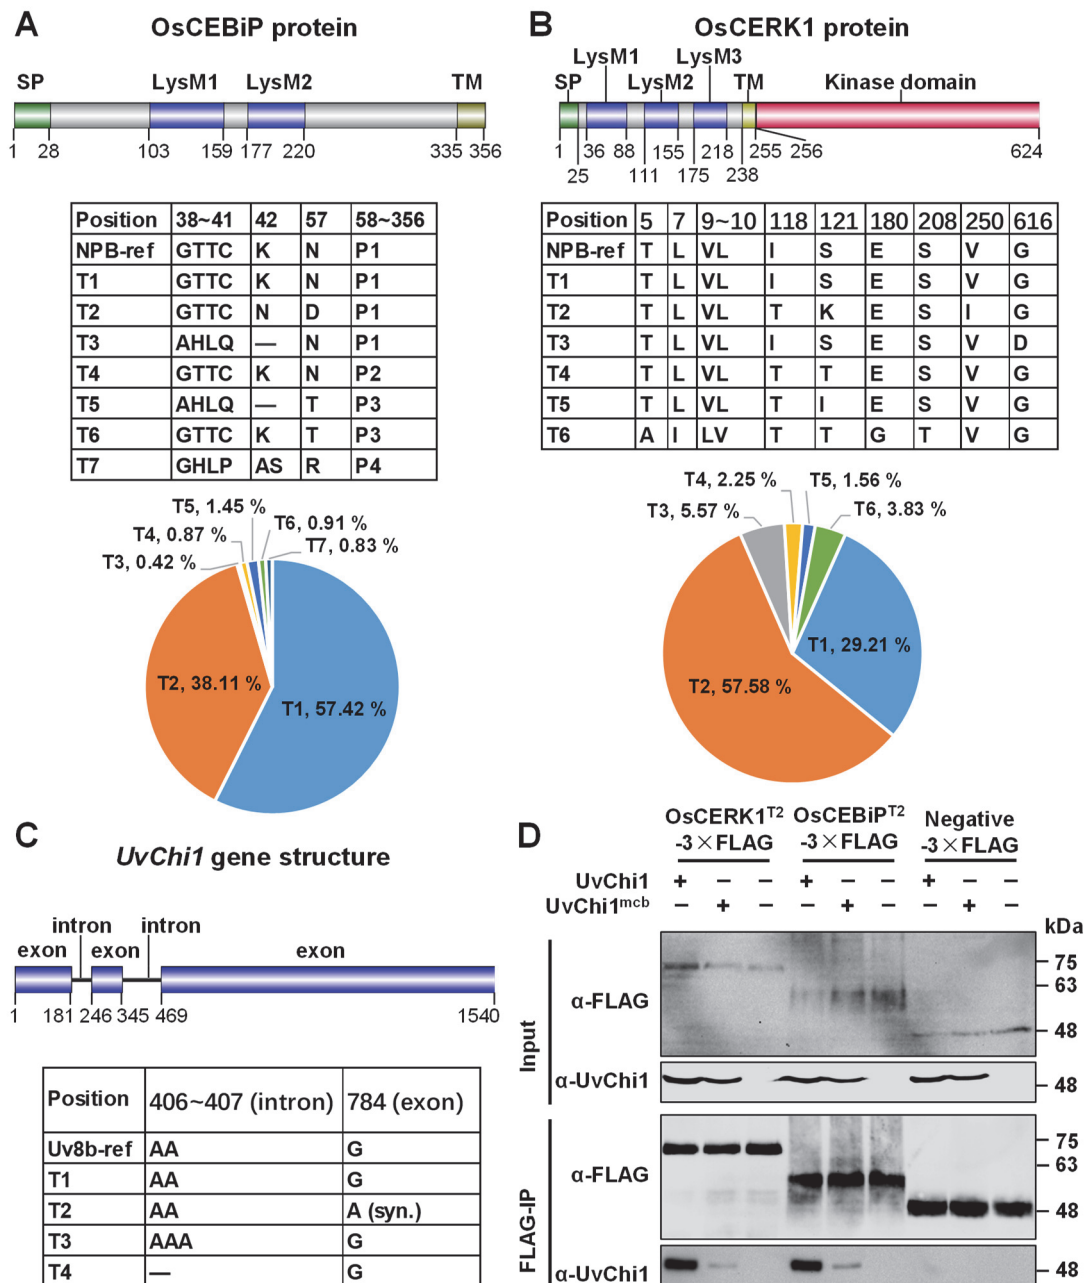 A
OsCEBiP protein
SP LysM1 LysM2 TM
1 28 103 159 177 220 335 356
Position 38~41 42 57 58~356
NPB-ref GTTC K N P1
T1 GTTC K N P1
T2 GTTC N D P1
T3 AHLQ — N P1
T4 GTTC K N P2
T5 AHLQ — T P3
T6 GTTC K T P3
T7 GHLP AS R P4
T5, 1.45 %
T6, 0.91 %
T4, 0.87 %
T7, 0.83 %
T3, 0.42 %
T2, 38.11 %
T1, 57.42 %
B
OsCERK1 protein
LysM1 LysM3
SP LysM2 TM Kinase domain
1 36 88 155 218 255 256 624
25 111 175 238
Position 5 7 9~10 118 121 180 208 250 616
NPB-ref T L VL I S E S V G
T1 T L VL I S E S V G
T2 T L VL T K E S I G
T3 T L VL I S E S V D
T4 T L VL T T E S V G
T5 T L VL T I E S V G
T6 A I LV T T G T V G
T4, 2.25 %
T5, 1.56 %
T3, 5.57 %
T6, 3.83 %
T1, 29.21 %
T2, 57.58 %
C
UvChi1 gene structure
intron intron
exon exon exon
1 181 246 345 469 1540
Position 406~407 (intron) 784 (exon)
Uv8b-ref AA G
T1 AA G
T2 AA A (syn.)
T3 AAA G
T4 — G
D
OsCERK1T2 OsCEBiPT2 Negative
-3×FLAG -3×FLAG -3×FLAG
UvChi1 + − − + − − + − −
UvChi1mcb − + − − + − − + −
kDa
Input
α-FLAG
75
63
48
α-UvChi1
48
FLAG-IP
α-FLAG
75
63
48
α-UvChi1
48